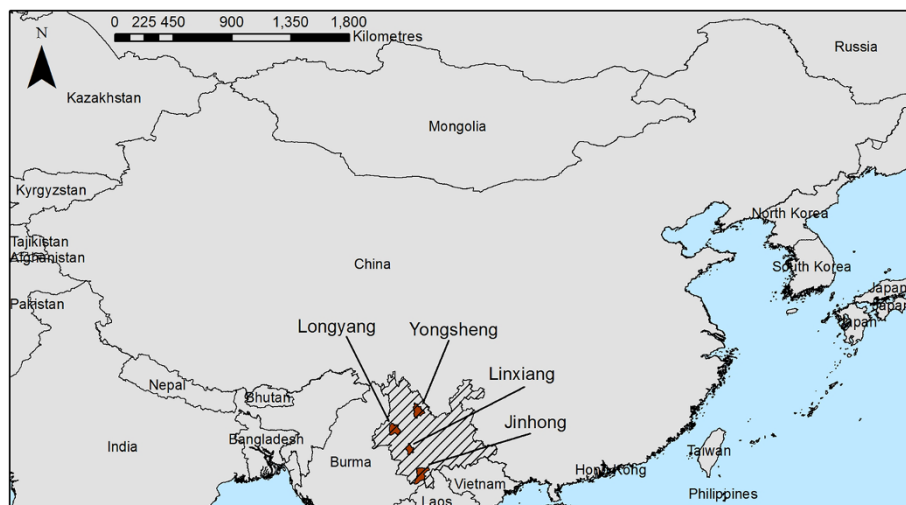 0 225 450 900 1,350 1,800
Kilometres
N
Russia
Kazakhstan
Mongolia
Kyrgyzstan
North Korea
Tajikistan
Afghanistan
China
South Korea
Japan
Japan
Japan
Pakistan
Longyang
Yongsheng
Linxiang
Nepal
Bhutan
Jinhong
Bangladesh
India
Burma
Taiwan
Hong Kong
Vietnam
Laos
Philippines